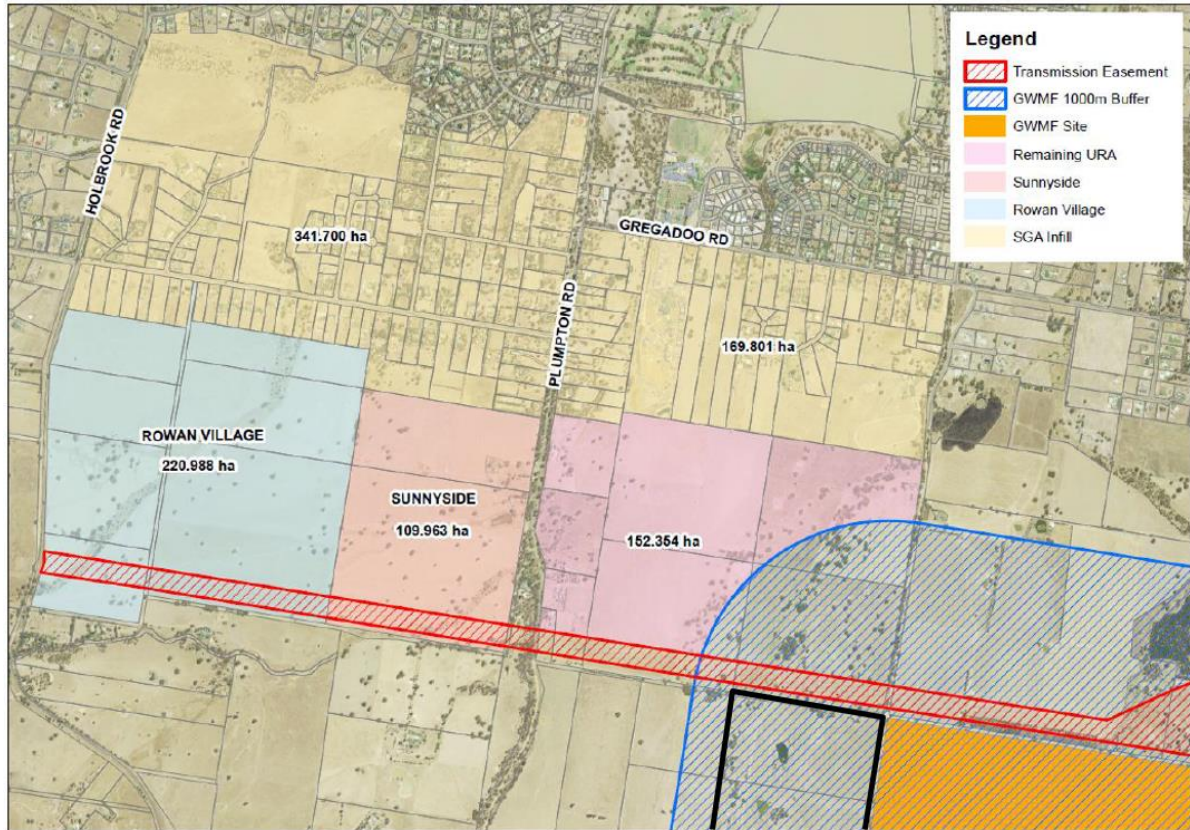 Legend
Transmission Easement
GWMF 1000m Buffer
GWMF Site
Remaining URA
Sunnyside
Rowan Village
SGA Infill
HOLBROOK RD
341.700 ha
GREGADOO RD
PLUMPTON RD
169.801 ha
ROWAN VILLAGE
220.988 ha
SUNNYSIDE
109.963 ha
152.354 ha